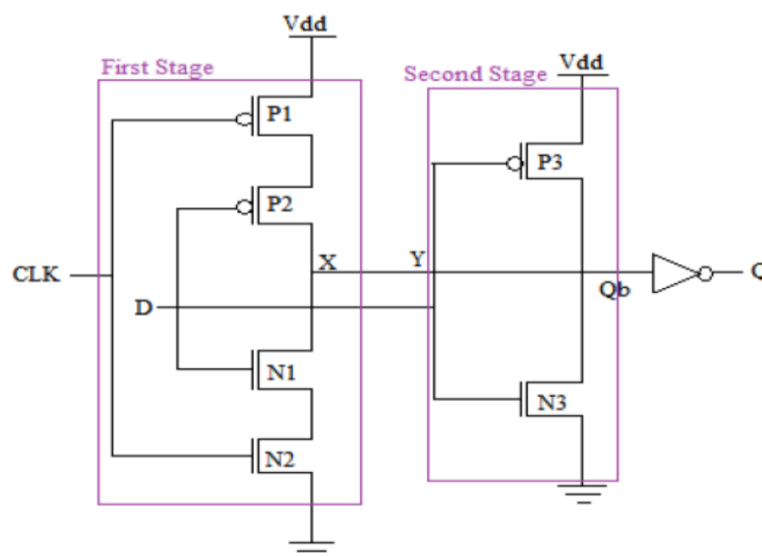 Vdd
First Stage
Second Stage
Vdd
P1
P3
P2
X
Y
CLK
Qb
Q
D
N1
N3
N2